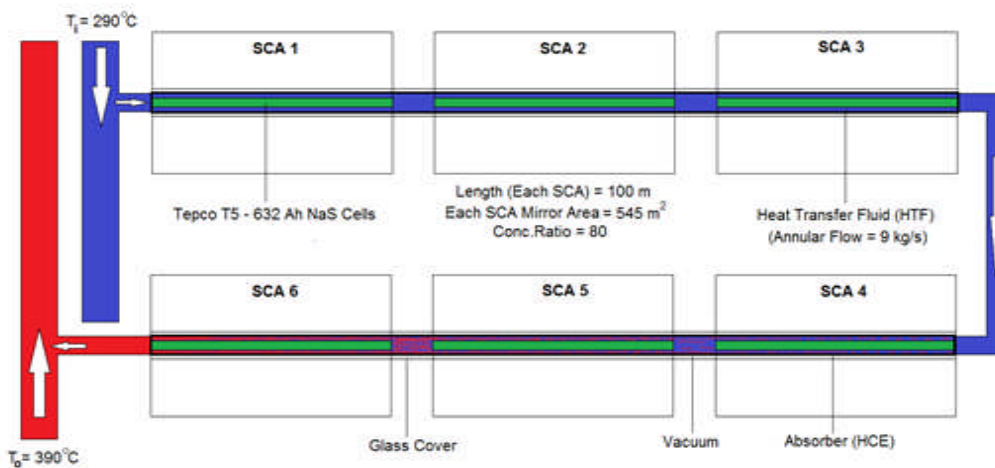 Tᵢ = 290°C
SCA 1
SCA 2
SCA 3
Tepco T5 - 632 Ah NaS Cells
Length (Each SCA) = 100 m
Each SCA Mirror Area = 545 m²
Conc.Ratio = 80
Heat Transfer Fluid (HTF)
(Annular Flow = 9 kg/s)
SCA 6
SCA 5
SCA 4
Glass Cover
Vacuum
Absorber (HCE)
Tₒ = 390°C